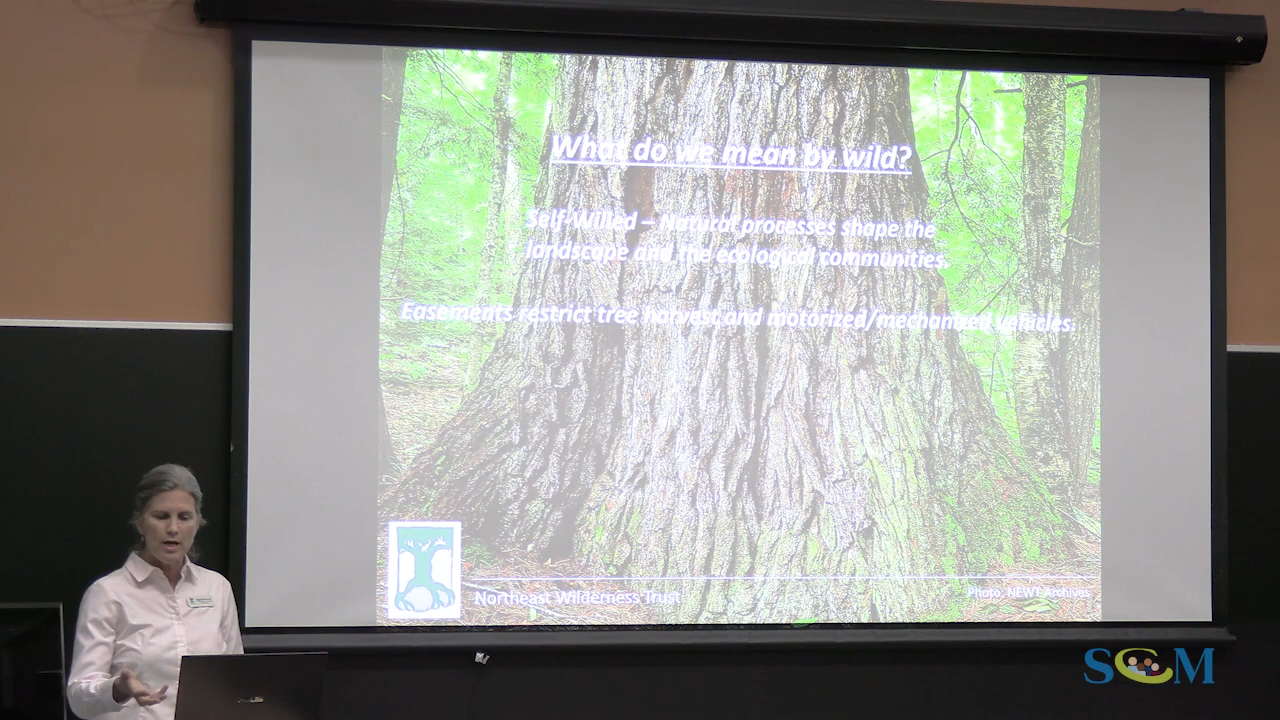 What do we mean by wild?
Self-Willed – Natural processes shape the
landscape and the ecological communities.
Easements restrict tree harvest and motorized/mechanized vehicles.
Northeast Wilderness Trust
Photo: NEWT Archives
SCM